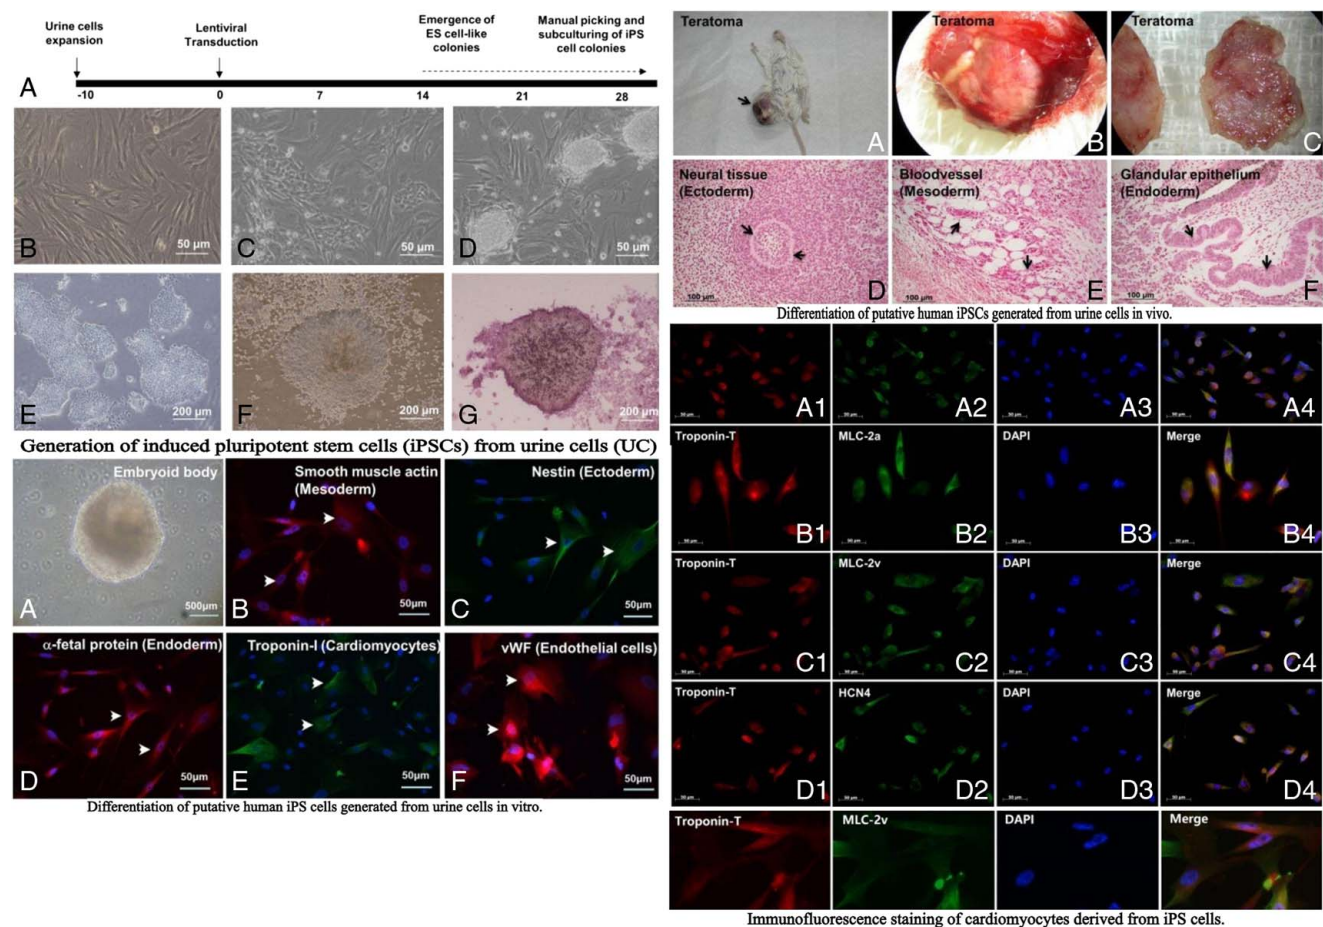 Urine cells
expansion
Lentiviral
Transduction
Emergence of
ES cell-like
colonies
Manual picking and
subculturing of iPS
cell colonies
A
-10 0 7 14 21 28
B 50 µm
C 50 µm
D 50 µm
E 200 µm
F 200 µm
G 200 µm
Generation of induced pluripotent stem cells (iPSCs) from urine cells (UC)
Embryoid body
A 500µm
Smooth muscle actin
(Mesoderm)
B 50µm
Nestin (Ectoderm)
C 50µm
α-fetal protein (Endoderm)
D 50µm
Troponin-I (Cardiomyocytes)
E 50µm
vWF (Endothelial cells)
F 50µm
Differentiation of putative human iPS cells generated from urine cells in vitro.
Teratoma
A
Teratoma
B
Teratoma
C
Neural tissue
(Ectoderm)
100 µm D
Bloodvessel
(Mesoderm)
100 µm E
Glandular epithelium
(Endoderm)
100 µm F
Differentiation of putative human iPSCs generated from urine cells in vivo.
A1 A2 A3 A4
Troponin-T MLC-2a DAPI Merge
B1 B2 B3 B4
Troponin-T MLC-2v DAPI Merge
C1 C2 C3 C4
Troponin-T HCN4 DAPI Merge
D1 D2 D3 D4
Troponin-T MLC-2v DAPI Merge
Immunofluorescence staining of cardiomyocytes derived from iPS cells.